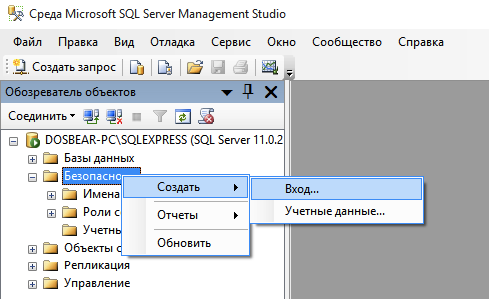 Среда Microsoft SQL Server Management Studio
Файл Правка Вид Отладка Сервис Окно Сообщество Справка
Создать запрос
Обозреватель объектов
Соединить
DOSBEAR-PC\SQLEXPRESS (SQL Server 11.0.2
Базы данных
Безопасно
Создать Вход...
Имена
Роли с Отчеты Учетные данные...
Учетны
Обновить
Объекты с
Репликация
Управление